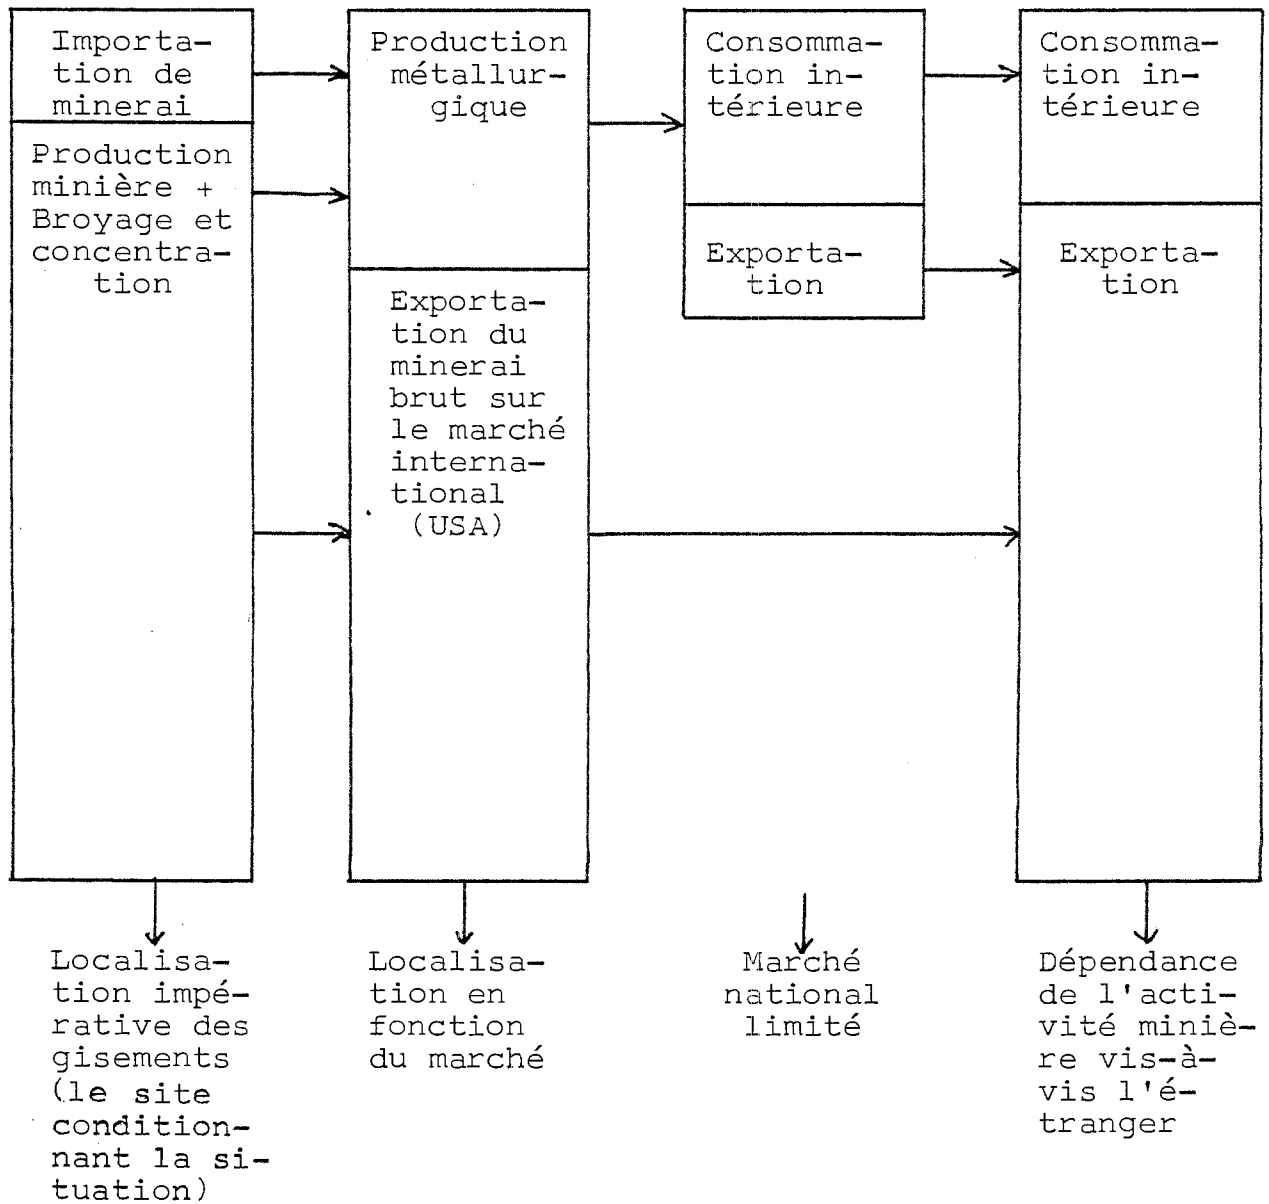 Importa-
tion de
minerai
Production
minière +
Broyage et
concentra-
tion
Production
métallur-
gique
Exporta-
tion du
minerai
brut sur
le marché
interna-
tional
(USA)
Consomma-
tion in-
térieure
Exporta-
tion
Consomma-
tion in-
térieure
Exporta-
tion
Localisa-
tion impé-
rative des
gisements
(le site
condition-
nant la si-
tuation)
Localisa-
tion en
fonction
du marché
Marché
national
limité
Dépendance
de l'acti-
vité miniè-
re vis-à-
vis l'é-
tranger